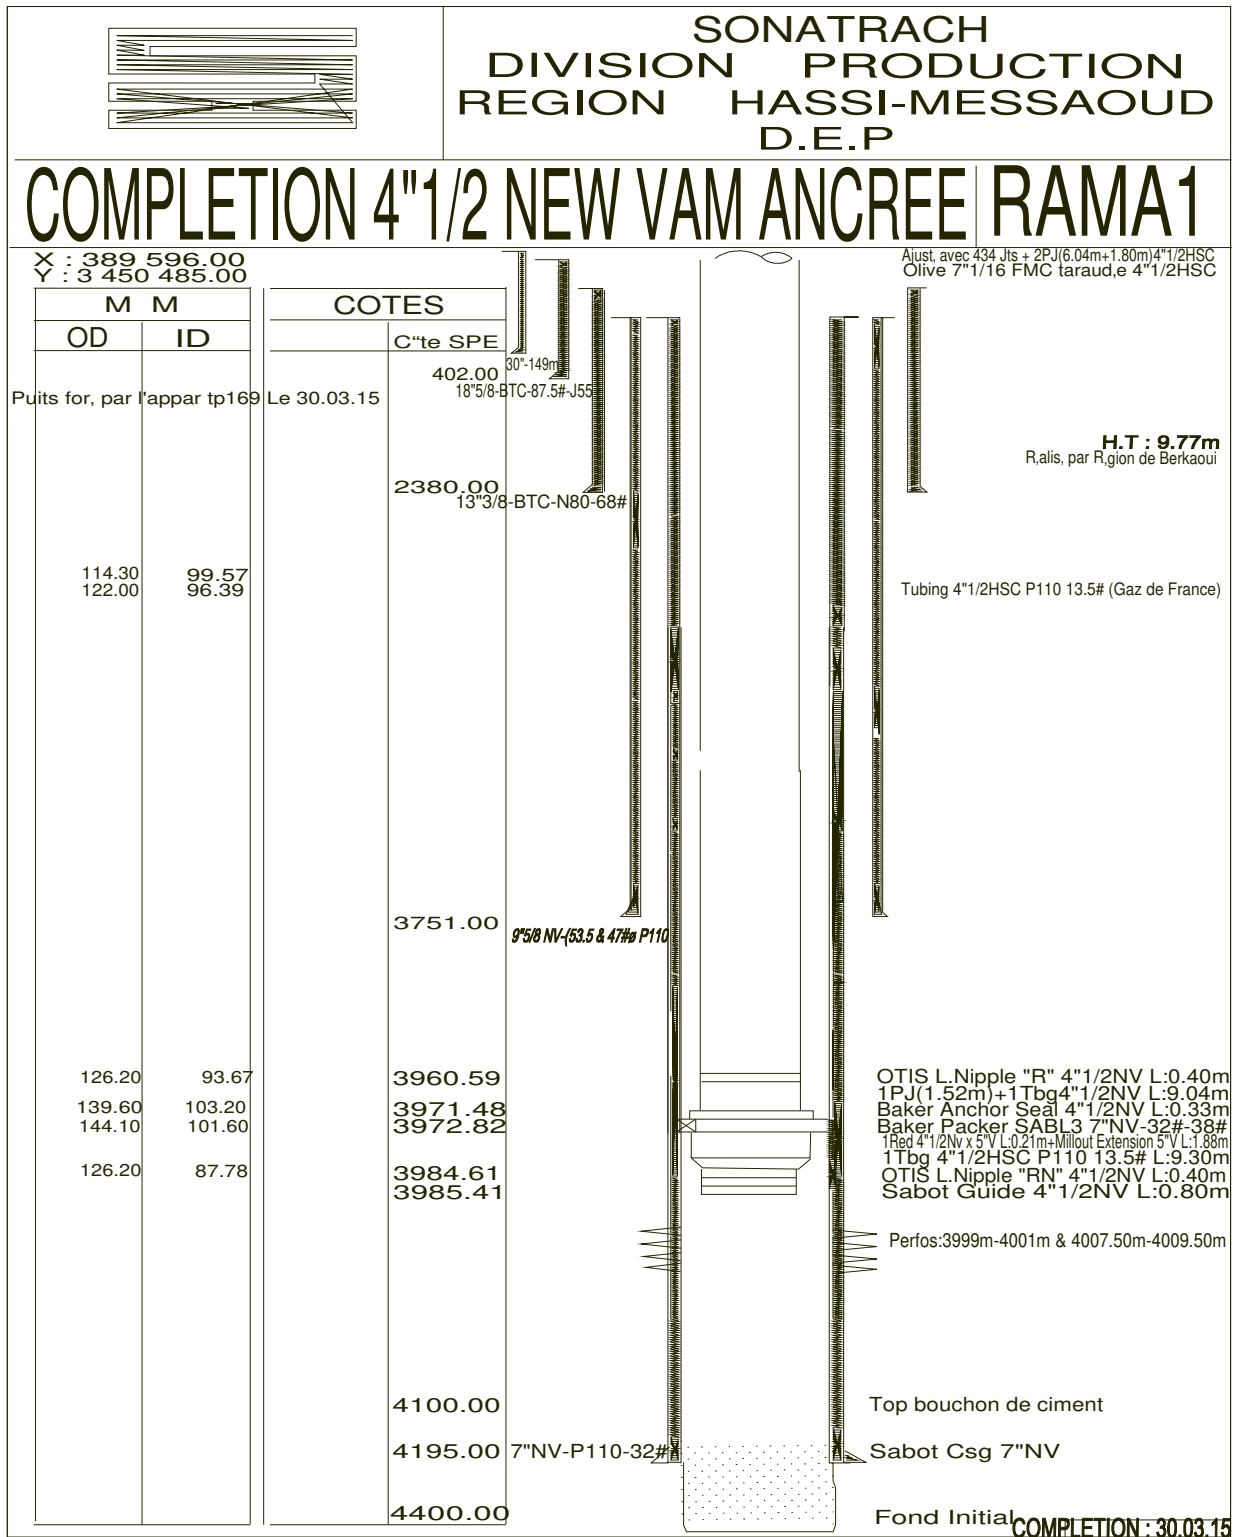 SONATRACH
DIVISION PRODUCTION
REGION HASSI-MESSAOUD
D.E.P
COMPLETION 4"1/2 NEW VAM ANCREE RAMA1
X : 389 596.00
Y : 3 450 485.00
Ajust, avec 434 Jts + 2PJ(6.04m+1.80m)4"1/2HSC
Olive 7"1/16 FMC taraud,e 4"1/2HSC
M M
COTES
OD ID
C“te SPE
30"-149m
402.00
18"5/8-BTC-87.5#-J55
Puits for, par l'appar tp169 Le 30.03.15
H.T : 9.77m
R,alis, par R,gion de Berkaoui
2380.00
13"3/8-BTC-N80-68#
114.30 99.57
122.00 96.39
Tubing 4"1/2HSC P110 13.5# (Gaz de France)
3751.00
9"5/8 NV-(53.5 & 47#ø P110
126.20 93.67 3960.59 OTIS L.Nipple "R" 4"1/2NV L:0.40m
1PJ(1.52m)+1Tbg4"1/2NV L:9.04m
139.60 103.20 3971.48 Baker Anchor Seal 4"1/2NV L:0.33m
144.10 101.60 3972.82 Baker Packer SABL3 7"NV-32#-38#
1Red 4"1/2Nv x 5"V L:0.21m+Millout Extension 5"V L:1.88m
1Tbg 4"1/2HSC P110 13.5# L:9.30m
126.20 87.78 3984.61 OTIS L.Nipple "RN" 4"1/2NV L:0.40m
3985.41 Sabot Guide 4"1/2NV L:0.80m
Perfos:3999m-4001m & 4007.50m-4009.50m
4100.00 Top bouchon de ciment
4195.00 7"NV-P110-32# Sabot Csg 7"NV
4400.00 Fond Initial
COMPLETION : 30.03.15